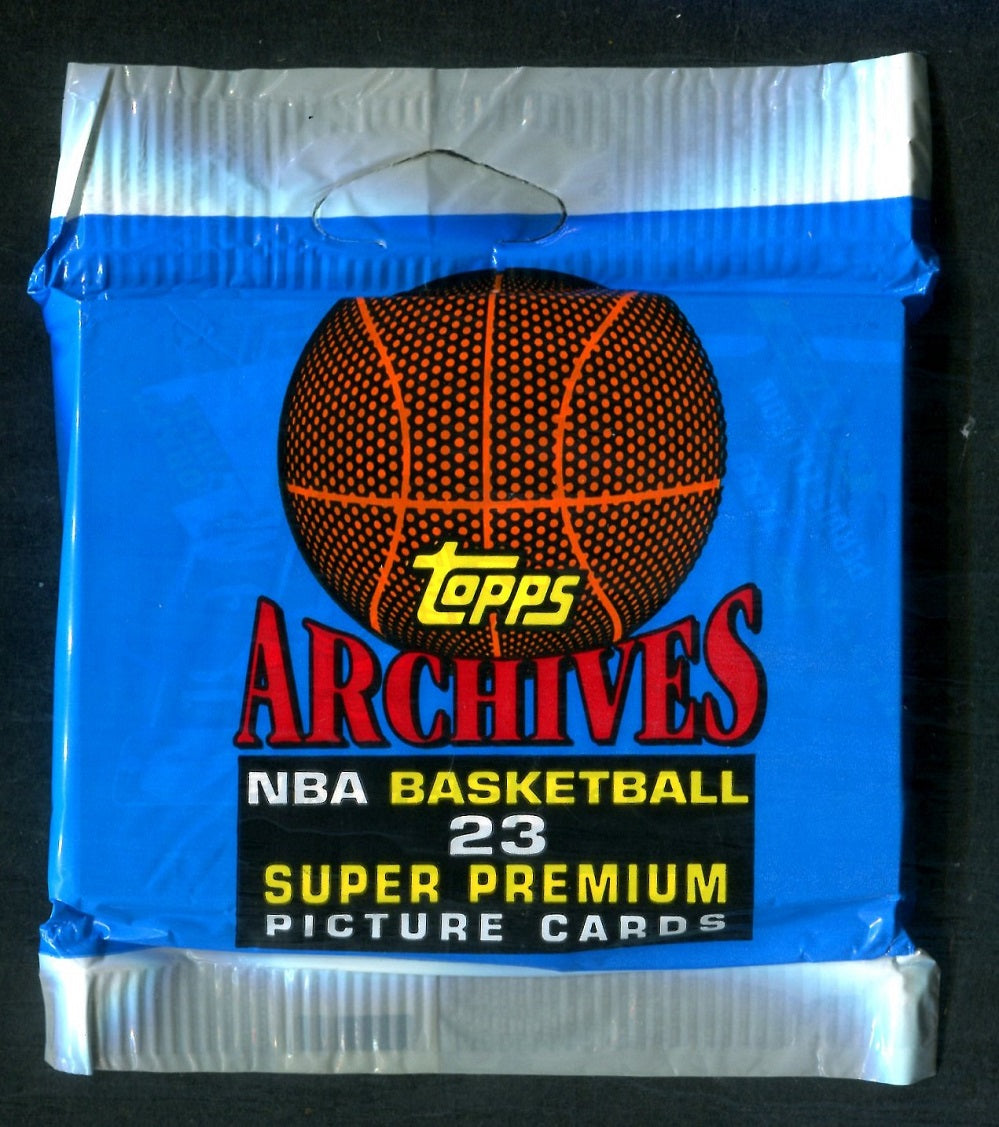 Topps
ARCHIVES
NBA BASKETBALL
23
SUPER PREMIUM
PICTURE CARDS